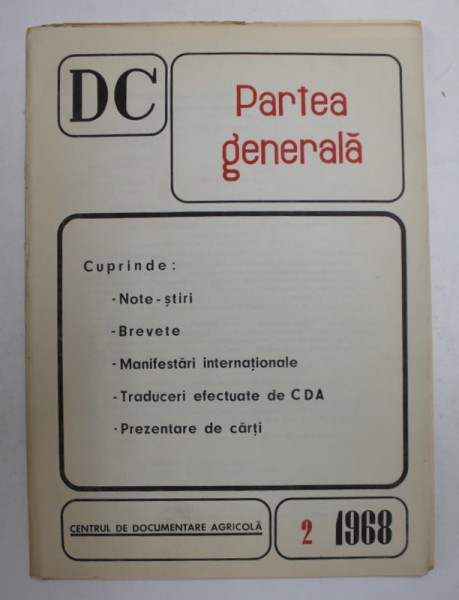 DC
Partea
generală
Cuprinde:
- Note-știri
- Brevete
- Manifestări internaționale
- Traduceri efectuate de CDA
- Prezentare de cărți
CENTRUL DE DOCUMENTARE AGRICOLĂ
2 1968